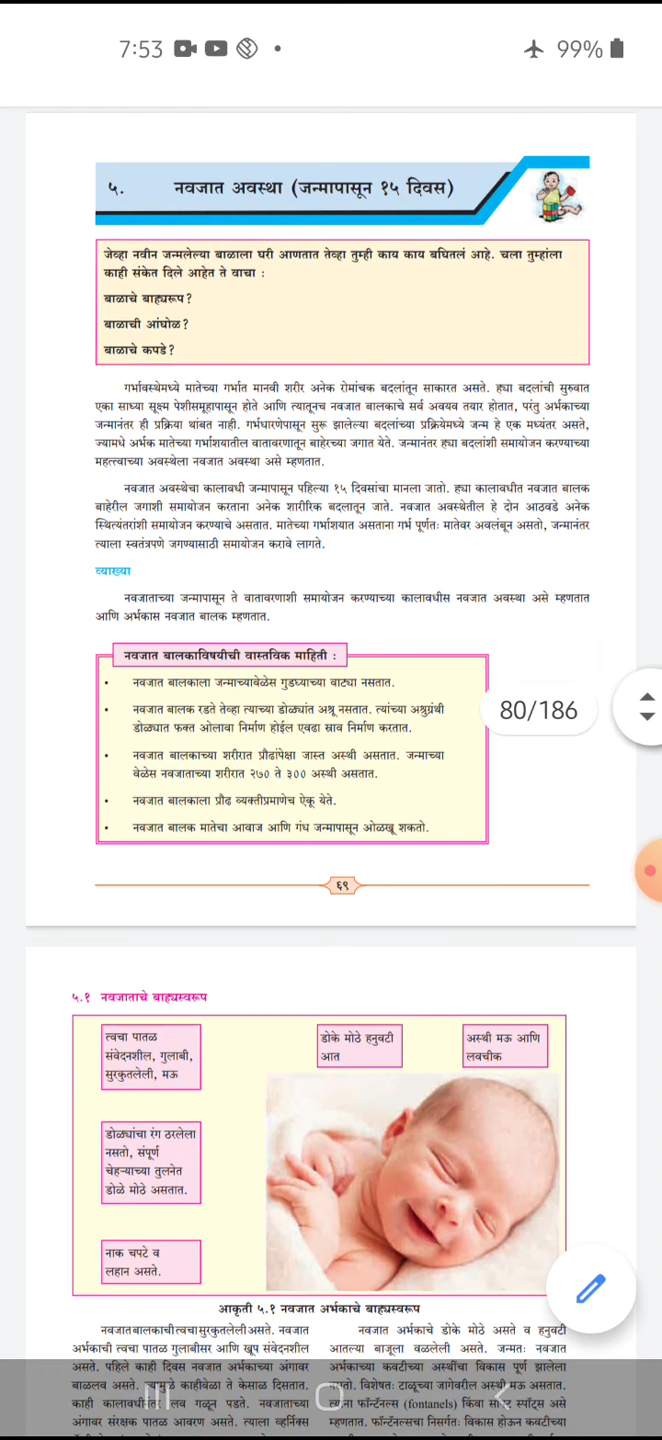 7:53
99%
५. नवजात अवस्था (जन्मापासून १५ दिवस)
जेव्हा नवीन जन्मलेल्या बाळाला घरी आणतात तेव्हा तुम्ही काय काय बघितलं आहे. चला तुम्हांला
काही संकेत दिले आहेत ते वाचा :
बाळाचे बाह्यरूप?
बाळाची आंघोळ?
बाळाचे कपडे?
गर्भावस्थेमध्ये मातेच्या गर्भात मानवी शरीर अनेक रोमांचक बदलांतून साकारत असते. ह्या बदलांची सुरुवात
एका साध्या सूक्ष्म पेशीसमूहापासून होते आणि त्यातूनच नवजात बालकाचे सर्व अवयव तयार होतात, परंतु अर्भकाच्या
जन्मानंतर ही प्रक्रिया थांबत नाही. गर्भधारणेपासून सुरू झालेल्या बदलांच्या प्रक्रियेमध्ये जन्म हे एक मध्यंतर असते,
ज्यामधे अर्भक मातेच्या गर्भाशयातील वातावरणातून बाहेरच्या जगात येते. जन्मानंतर ह्या बदलांशी समायोजन करण्याच्या
महत्त्वाच्या अवस्थेला नवजात अवस्था असे म्हणतात.
नवजात अवस्थेचा कालावधी जन्मापासून पहिल्या १५ दिवसांचा मानला जातो. ह्या कालावधीत नवजात बालक
बाहेरील जगाशी समायोजन करताना अनेक शारीरिक बदलातून जाते. नवजात अवस्थेतील हे दोन आठवडे अनेक
स्थित्यंतरांशी समायोजन करण्याचे असतात. मातेच्या गर्भाशयात असताना गर्भ पूर्णतः मातेवर अवलंबून असतो, जन्मानंतर
त्याला स्वतंत्रपणे जगण्यासाठी समायोजन करावे लागते.
व्याख्या
नवजाताच्या जन्मापासून ते वातावरणाशी समायोजन करण्याच्या कालावधीस नवजात अवस्था असे म्हणतात
आणि अर्भकास नवजात बालक म्हणतात.
नवजात बालकाविषयीची वास्तविक माहिती :
• नवजात बालकाला जन्माच्यावेळेस गुडघ्याच्या वाट्या नसतात.
• नवजात बालक रडते तेव्हा त्याच्या डोळ्यांत अश्रू नसतात. त्यांच्या अश्रुग्रंथी
डोळ्यात फक्त ओलावा निर्माण होईल एवढा स्राव निर्माण करतात.
• नवजात बालकाच्या शरीरात प्रौढांपेक्षा जास्त अस्थी असतात. जन्माच्या
वेळेस नवजाताच्या शरीरात २७० ते ३०० अस्थी असतात.
• नवजात बालकाला प्रौढ व्यक्तीप्रमाणेच ऐकू येते.
• नवजात बालक मातेचा आवाज आणि गंध जन्मापासून ओळखू शकतो.
80/186
६९
५.१ नवजाताचे बाह्यस्वरूप
त्वचा पातळ
संवेदनशील, गुलाबी,
सुरकुतलेली, मऊ
डोके मोठे हनुवटी
आत
अस्थी मऊ आणि
लवचीक
डोळ्यांचा रंग ठरलेला
नसतो, संपूर्ण
चेहऱ्याच्या तुलनेत
डोळे मोठे असतात.
नाक चपटे व
लहान असते.
आकृती ५.१ नवजात अर्भकाचे बाह्यस्वरूप
नवजात बालकाची त्वचा सुरकुतलेली असते. नवजात
अर्भकाची त्वचा पातळ गुलाबीसर आणि खूप संवेदनशील
असते. पहिले काही दिवस नवजात अर्भकाच्या अंगावर
बाळलव असते. त्यामुळे काहीवेळा ते केसाळ दिसतात.
काही कालावधीनंतर लव गळून पडते. नवजाताच्या
अंगावर संरक्षक पातळ आवरण असते. त्याला व्हर्निक्स
नवजात अर्भकाचे डोके मोठे असते व हनुवटी
आतल्या बाजूला वळलेली असते. जन्मतः नवजात
अर्भकाच्या कवटीच्या अस्थींचा विकास पूर्ण झालेला
नसतो. विशेषतः टाळूच्या जागेवरील अस्थी मऊ असतात.
त्यांना फॉन्टॅनल्स (fontanels) किंवा सॉफ्ट स्पॉट्स असे
म्हणतात. फॉन्टॅनल्सचा निसर्गतः विकास होऊन कवटीच्या